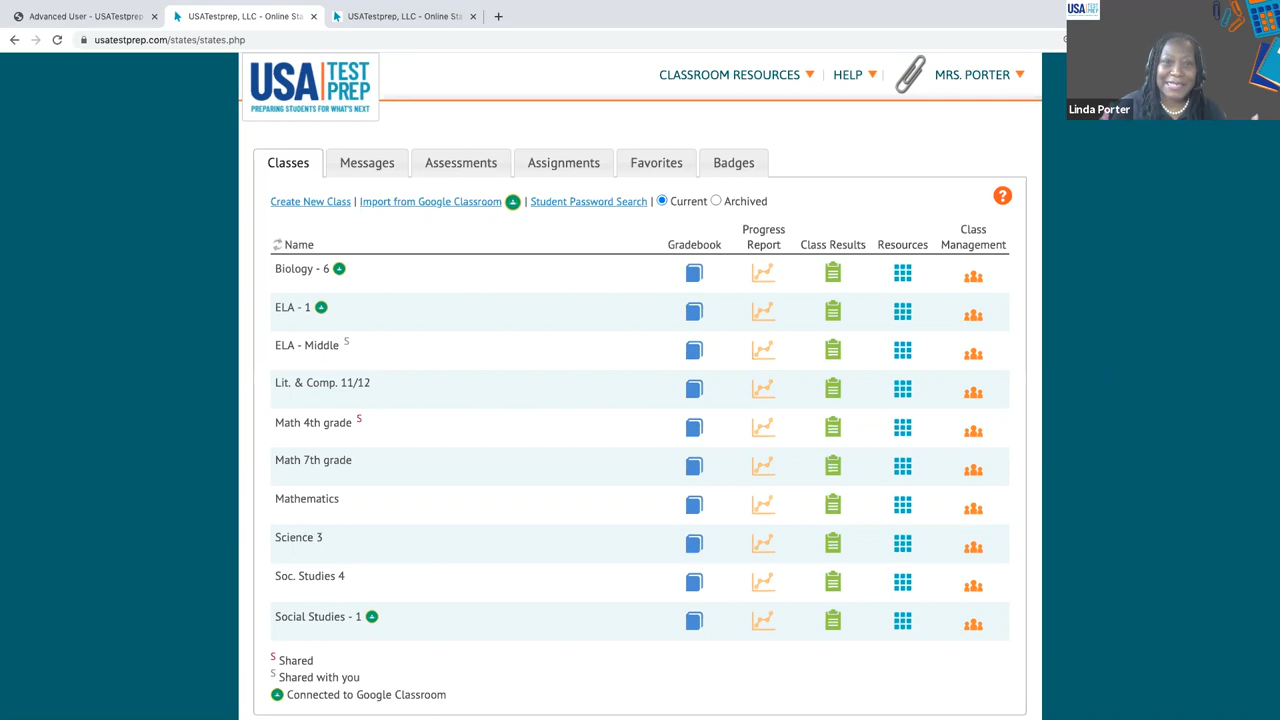 Advanced User - USATestprep
USATestprep, LLC - Online Sta
USATestprep, LLC - Online Sta
usatestprep.com/states/states.php
USA TEST PREP
Linda Porter
USA TEST PREP
PREPARING STUDENTS FOR WHAT'S NEXT
CLASSROOM RESOURCES | HELP | MRS. PORTER
Classes Messages Assessments Assignments Favorites Badges
Create New Class | Import from Google Classroom | Student Password Search | Current Archived ?
Name Gradebook Progress Report Class Results Resources Class Management
Biology - 6
ELA - 1
ELA - Middle S
Lit. & Comp. 11/12
Math 4th grade S
Math 7th grade
Mathematics
Science 3
Soc. Studies 4
Social Studies - 1
S Shared
S Shared with you
Connected to Google Classroom